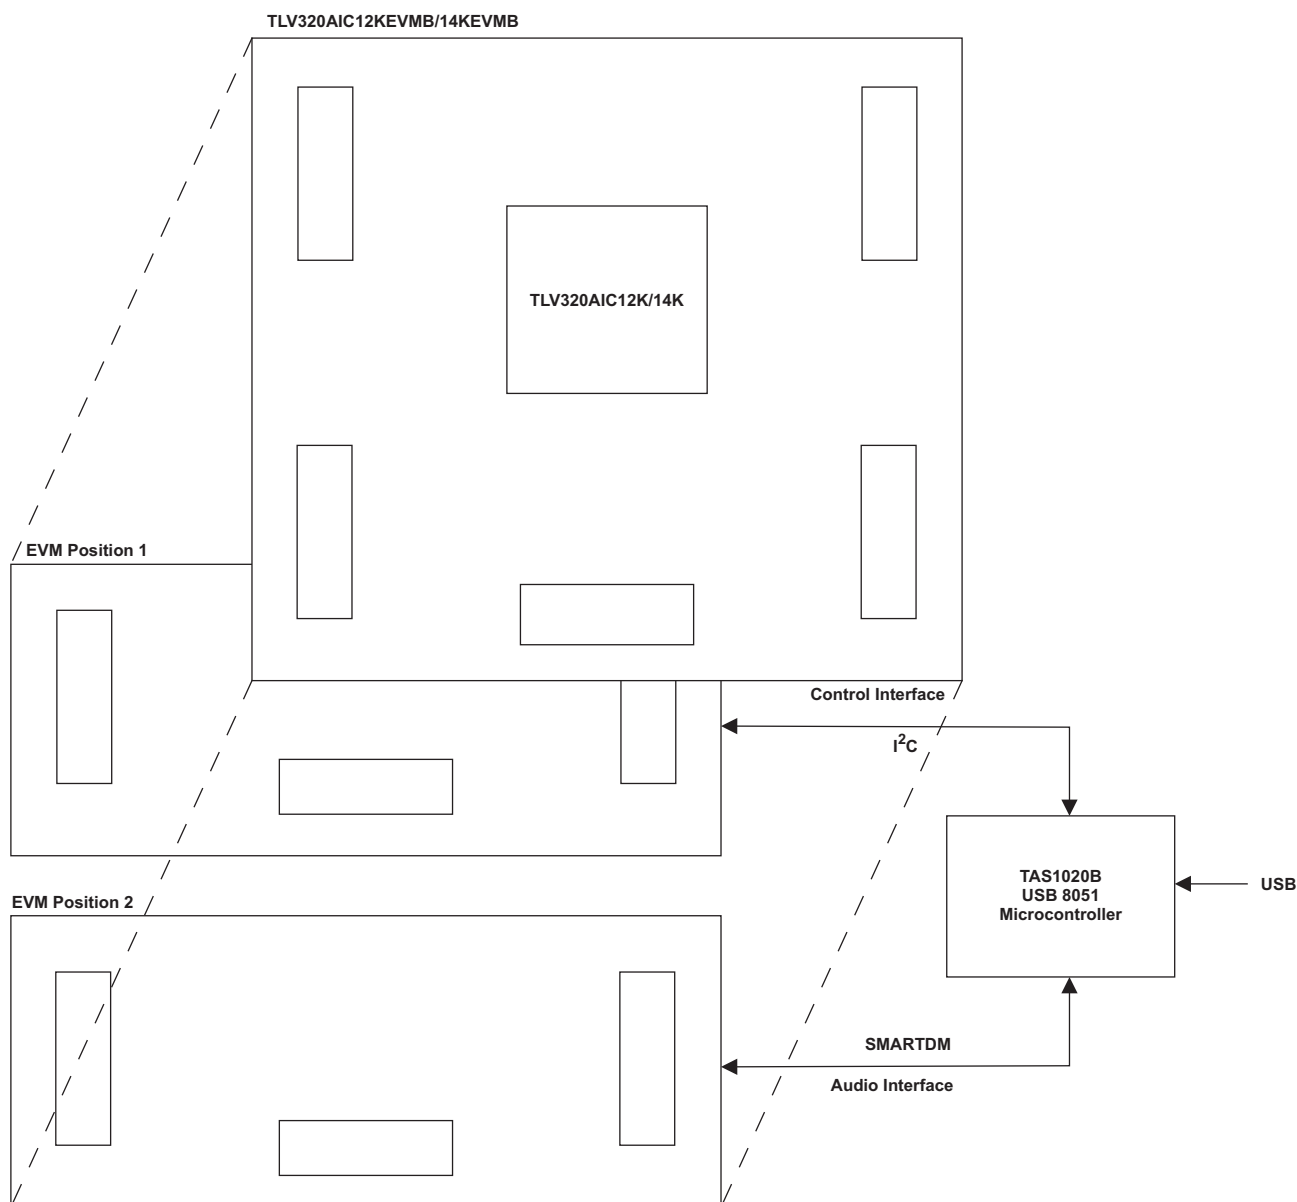 TLV320AIC12KEVMB/14KEVMB
TLV320AIC12K/14K
EVM Position 1
Control Interface
I²C
TAS1020B
USB 8051
Microcontroller
USB
EVM Position 2
SMARTDM
Audio Interface